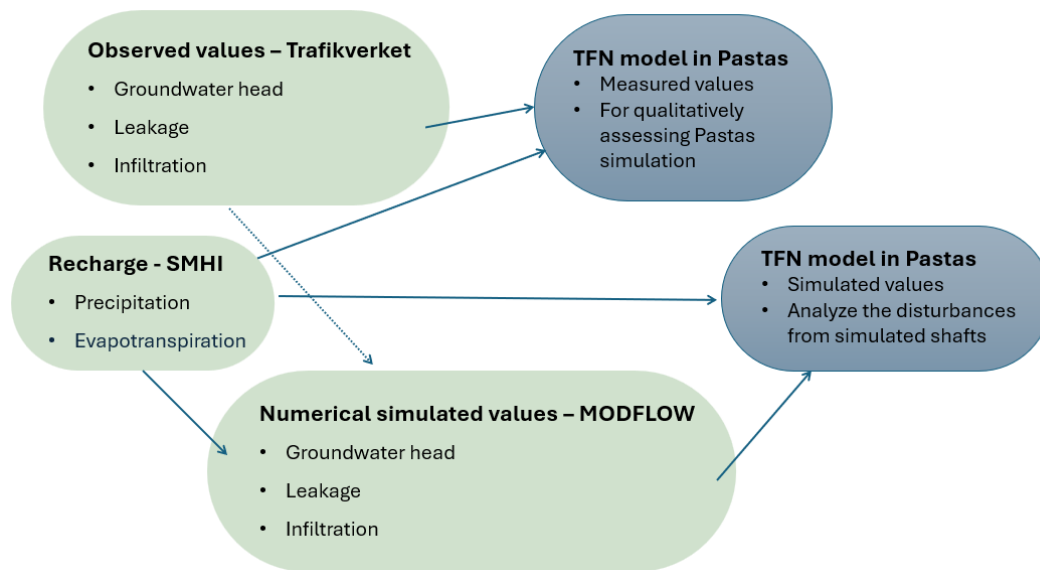 Observed values – Trafikverket
• Groundwater head
• Leakage
• Infiltration
TFN model in Pastas
• Measured values
• For qualitatively
assessing Pastas
simulation
Recharge - SMHI
• Precipitation
• Evapotranspiration
TFN model in Pastas
• Simulated values
• Analyze the disturbances
from simulated shafts
Numerical simulated values – MODFLOW
• Groundwater head
• Leakage
• Infiltration